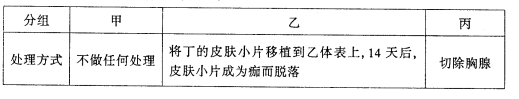 分组 甲 乙 丙
处理方式 不做任何处理 将丁的皮肤小片移植到乙体表上,14天后, 切除胸腺
皮肤小片成为痂而脱落